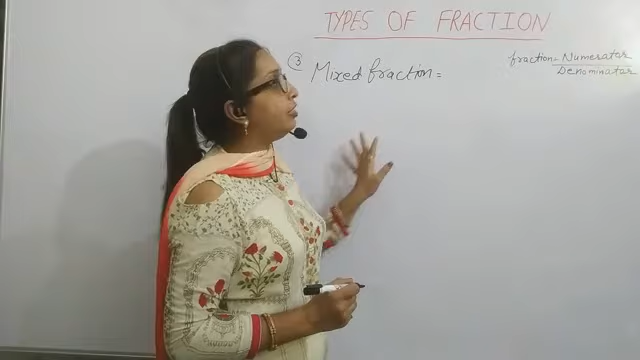 TYPES OF FRACTION
③ Mixed fraction =
fraction = Numerator
Denominator